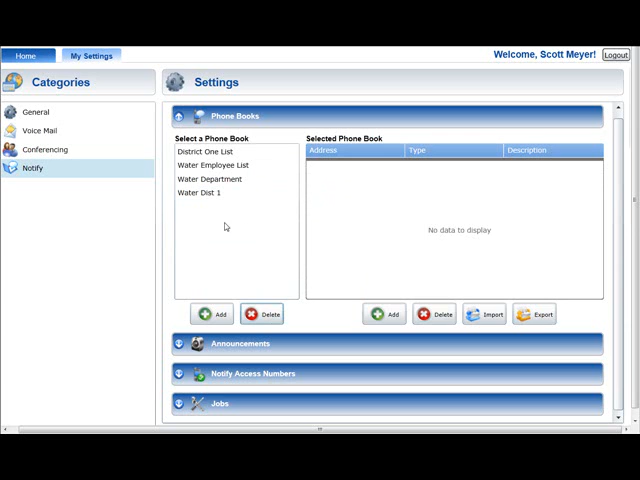 Home
My Settings
Welcome, Scott Meyer!
Logout
Categories
Settings
General
Voice Mail
Conferencing
Notify
Phone Books
Select a Phone Book
Selected Phone Book
District One List
Water Employee List
Water Department
Water Dist 1
Address
Type
Description
No data to display
Add
Delete
Add
Delete
Import
Export
Announcements
Notify Access Numbers
Jobs